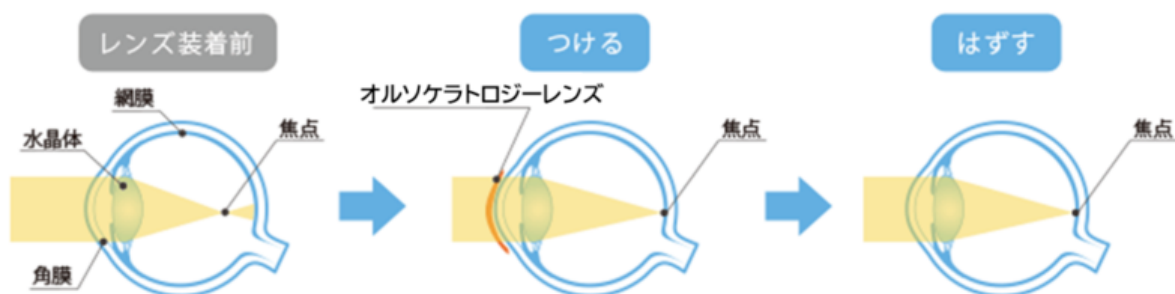 レンズ装着前
つける
はずす
オルソケラトロジーレンズ
網膜
水晶体
焦点
焦点
焦点
角膜